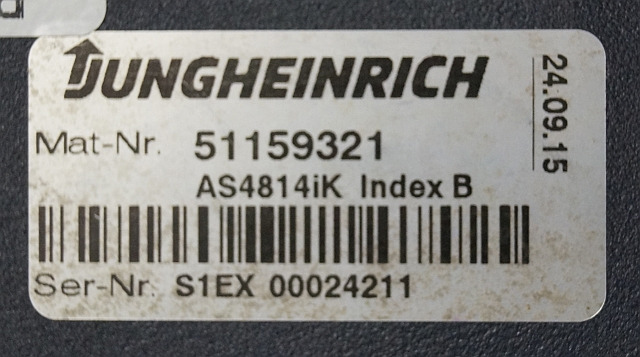 JUNGHEINRICH
24.09.15
Mat-Nr. 51159321
AS4814iK Index B
Ser-Nr. S1EX 00024211